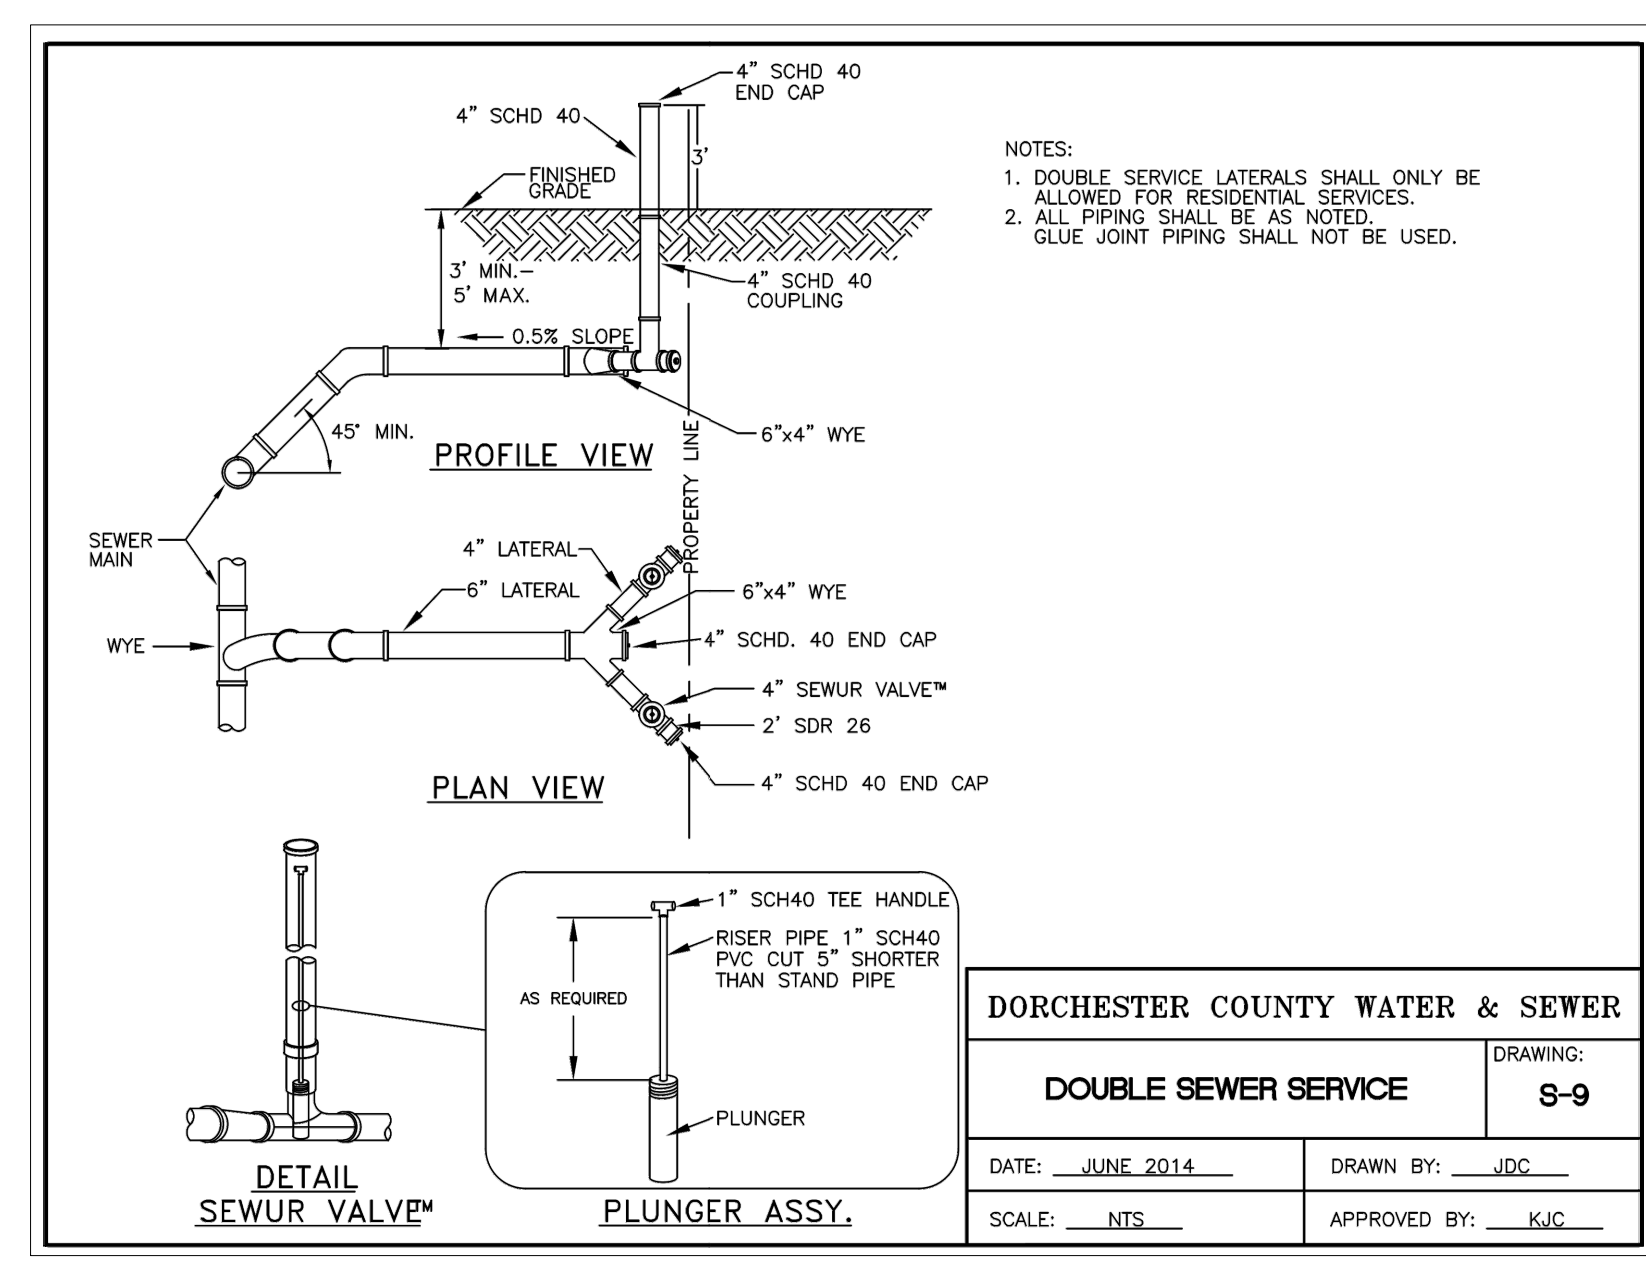 4” SCHD 40
END CAP
4” SCHD 40
3'
FINISHED
GRADE
3' MIN.–
5' MAX.
4” SCHD 40
COUPLING
0.5% SLOPE
45° MIN.
6”x4” WYE
PROFILE VIEW
PROPERTY LINE
NOTES:
1. DOUBLE SERVICE LATERALS SHALL ONLY BE
ALLOWED FOR RESIDENTIAL SERVICES.
2. ALL PIPING SHALL BE AS NOTED.
GLUE JOINT PIPING SHALL NOT BE USED.
SEWER
MAIN
4” LATERAL
6” LATERAL
6”x4” WYE
WYE
4” SCHD. 40 END CAP
4” SEWUR VALVE™
2' SDR 26
4” SCHD 40 END CAP
PLAN VIEW
1” SCH40 TEE HANDLE
RISER PIPE 1” SCH40
PVC CUT 5” SHORTER
THAN STAND PIPE
AS REQUIRED
PLUNGER
DETAIL
SEWUR VALVE™
PLUNGER ASSY.
DORCHESTER COUNTY WATER & SEWER
DOUBLE SEWER SERVICE
DRAWING:
S-9
DATE: JUNE 2014
DRAWN BY: JDC
SCALE: NTS
APPROVED BY: KJC